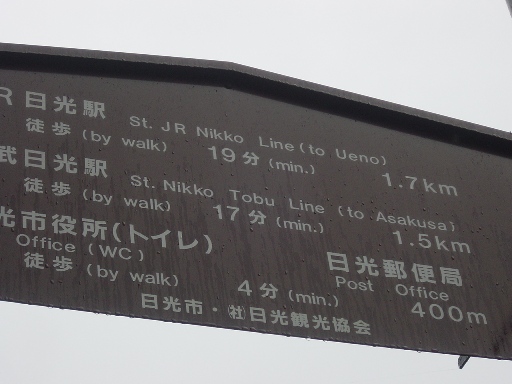 R日光駅 St. JR Nikko Line (to Ueno)
徒歩 (by walk) 19分 (min.) 1.7km
武日光駅 St. Nikko Tobu Line (to Asakusa)
徒歩 (by walk) 17分 (min.) 1.5km
光市役所(トイレ) 日光郵便局
Office (WC) Post Office
徒歩 (by walk) 4分 (min.) 400m
日光市・㈳日光観光協会